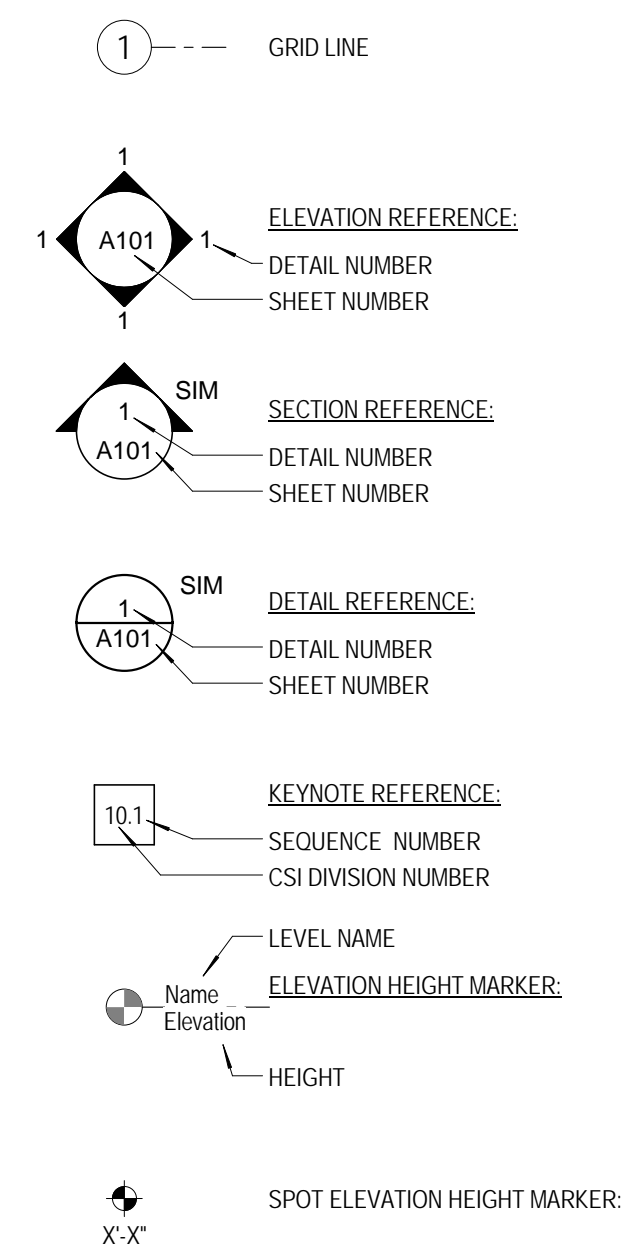 1 GRID LINE
1
ELEVATION REFERENCE:
1 A101 1
DETAIL NUMBER
SHEET NUMBER
1
SIM
SECTION REFERENCE:
1
A101
DETAIL NUMBER
SHEET NUMBER
SIM
DETAIL REFERENCE:
1
A101
DETAIL NUMBER
SHEET NUMBER
KEYNOTE REFERENCE:
10.1
SEQUENCE NUMBER
CSI DIVISION NUMBER
LEVEL NAME
ELEVATION HEIGHT MARKER:
Name
Elevation
HEIGHT
SPOT ELEVATION HEIGHT MARKER:
X'-X"